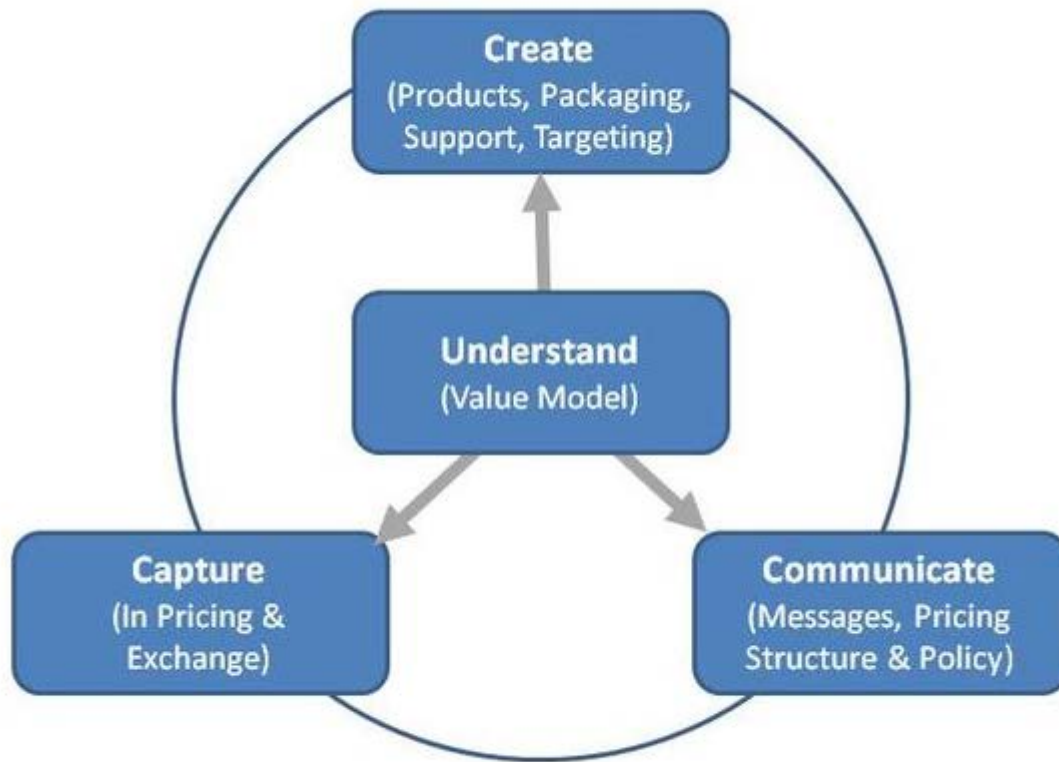 Create
(Products, Packaging,
Support, Targeting)
Understand
(Value Model)
Capture
(In Pricing &
Exchange)
Communicate
(Messages, Pricing
Structure & Policy)